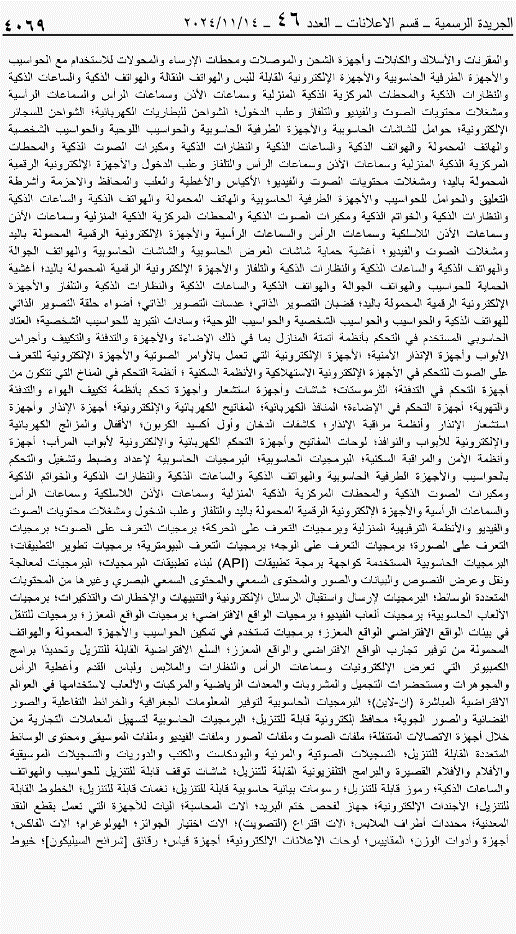 الجريدة الرسمية – قسم الاعلانات – العدد ٤٦ – ٢٠٢٤/١١/١٤ ٤٠٦٩
والمقرنات والأسلاك والكابلات وأجهزة الشحن والموصلات ومحطات الإرساء والمحولات للاستخدام مع الحواسيب
والأجهزة الطرفية الحاسوبية والأجهزة الإلكترونية القابلة للبس والهواتف النقالة والهواتف الذكية والساعات الذكية
والنظارات الذكية والمحطات المركزية الذكية المنزلية وسماعات الأذن وسماعات الرأس والسماعات الرأسية
ومشغلات محتويات الصوت والفيديو والتلفاز وعلب الدخول؛ الشواحن للبطاريات الكهربائية؛ الشواحن للسجائر
الإلكترونية؛ حوامل للشاشات الحاسوبية والأجهزة الطرفية الحاسوبية والحواسيب اللوحية والحواسيب الشخصية
والهاتف المحمولة والهواتف الذكية والساعات الذكية والنظارات الذكية ومكبرات الصوت الذكية والمحطات
المركزية الذكية المنزلية وسماعات الأذن وسماعات الرأس والتلفاز وعلب الدخول والأجهزة الإلكترونية الرقمية
المحمولة باليد؛ ومشغلات محتويات الصوت والفيديو؛ الأكياس والأغطية والعلب والمحافظ والاحزمة وأشرطة
التعليق والحوامل للحواسيب والأجهزة الطرفية الحاسوبية والهاتف المحمولة والهواتف الذكية والساعات الذكية
والنظارات الذكية والخواتم الذكية ومكبرات الصوت الذكية والمحطات المركزية الذكية المنزلية وسماعات الأذن
وسماعات الأذن اللاسلكية وسماعات الرأس والسماعات الرأسية والأجهزة الالكترونية الرقمية المحمولة باليد
ومشغلات الصوت والفيديو؛ أغشية حماية شاشات العرض الحاسوبية والشاشات الحاسوبية والهواتف الجوالة
والهواتف الذكية والساعات الذكية والنظارات الذكية والتلفاز والأجهزة الإلكترونية الرقمية المحمولة باليد؛ أغشية
الحماية للحواسيب والهواتف الجوالة والهواتف الذكية والساعات الذكية والنظارات الذكية والتلفاز والأجهزة
الإلكترونية الرقمية المحمولة باليد؛ قضبان التصوير الذاتي؛ عدسات التصوير الذاتي؛ أضواء حلقة التصوير الذاتي
للهواتف الذكية والحواسيب والحواسيب الشخصية والحواسيب اللوحية؛ وسادات التبريد للحواسيب الشخصية؛ العتاد
الحاسوبي المستخدم في التحكم بأنظمة أتمتة المنازل بما في ذلك الإضاءة والأجهزة والتدفئة والتكييف وأجراس
الأبواب وأجهزة الإنذار الأمنية؛ الأجهزة الإلكترونية التي تعمل بالأوامر الصوتية والأجهزة الإلكترونية للتعرف
على الصوت للتحكم في الأجهزة الإلكترونية الاستهلاكية والأنظمة السكنية ؛ أنظمة التحكم في المناخ التي تتكون من
أجهزة التحكم في التدفئة؛ الثرموستات؛ شاشات وأجهزة استشعار وأجهزة تحكم بأنظمة تكييف الهواء والتدفئة
والتهوية؛ أجهزة التحكم في الإضاءة؛ المنافذ الكهربائية؛ المفاتيح الكهربائية والإلكترونية؛ أجهزة الإنذار وأجهزة
استشعار الإنذار وأنظمة مراقبة الانذار؛ كاشفات الدخان وأول أكسيد الكربون؛ الأقفال والمزالج الكهربائية
والإلكترونية للأبواب والنوافذ؛ لوحات المفاتيح وأجهزة التحكم الكهربائية والإلكترونية لأبواب المرآب؛ أجهزة
وأنظمة الأمن والمراقبة السكنية؛ البرمجيات الحاسوبية؛ البرمجيات الحاسوبية لإعداد وضبط وتشغيل والتحكم
بالحواسيب والأجهزة الطرفية الحاسوبية والهواتف الذكية والساعات الذكية والنظارات الذكية والخواتم الذكية
ومكبرات الصوت الذكية والمحطات المركزية الذكية المنزلية وسماعات الأذن اللاسلكية وسماعات الرأس
والسماعات الرأسية والأجهزة الالكترونية الرقمية المحمولة باليد والتلفاز وعلب الدخول ومشغلات محتويات الصوت
والفيديو والأنظمة الترفيهية المنزلية وبرمجيات التعرف على الحركة؛ برمجيات التعرف على الصوت؛ برمجيات
التعرف على الصورة؛ برمجيات التعرف على الوجه؛ برمجيات التعرف البيومترية؛ برمجيات تطوير التطبيقات؛
البرمجيات الحاسوبية المستخدمة كواجهة برمجة تطبيقات (API) لبناء تطبيقات البرمجيات؛ البرمجيات لمعالجة
ونقل وعرض النصوص والبيانات والصور والمحتوى السمعي والمحتوى السمعي البصري وغيرها من المحتويات
المتعددة الوسائط؛ البرمجيات لإرسال واستقبال الرسائل الإلكترونية والتنبيهات والإخطارات والتذكيرات؛ برمجيات
الألعاب الحاسوبية؛ برمجيات ألعاب الفيديو؛ برمجيات الواقع الافتراضي؛ برمجيات الواقع المعزز؛ برمجيات للتنقل
في بيئات الواقع الافتراضي الواقع المعزز؛ برمجيات تستخدم في تمكين الحواسيب والأجهزة المحمولة والهواتف
المحمولة من توفير تجارب الواقع الافتراضي والواقع المعزز؛ السلع الافتراضية القابلة للتنزيل وتحديدًا برامج
الكمبيوتر التي تعرض الإلكترونيات وسماعات الرأس والنظارات والملابس ولباس القدم وأغطية الرأس
والمجوهرات ومستحضرات التجميل والمشروبات والمعدات الرياضية والمركبات والألعاب لاستخدامها في العوالم
الافتراضية المباشرة (ان-لاين)؛ البرمجيات الحاسوبية لتوفير المعلومات الجغرافية والخرائط التفاعلية والصور
الفضائية والصور الجوية؛ محافظ إلكترونية قابلة للتنزيل؛ البرمجيات الحاسوبية لتسهيل المعاملات التجارية من
خلال أجهزة الاتصالات المتنقلة؛ ملفات الصوت وملفات الصور وملفات الفيديو وملفات الموسيقى ومحتوى الوسائط
المتعددة القابلة للتنزيل؛ التسجيلات الصوتية والمرئية والبودكاست والكتب والدوريات والتسجيلات الموسيقية
والأفلام والأفلام القصيرة والبرامج التلفزيونية القابلة للتنزيل؛ شاشات توقف قابلة للتنزيل للحواسيب والهواتف
والساعات الذكية؛ رموز قابلة للتنزيل؛ رسومات بيانية حاسوبية قابلة للتنزيل؛ نغمات قابلة للتنزيل؛ الخطوط القابلة
للتنزيل؛ الأجندات الإلكترونية؛ جهاز لفحص ختم البريد؛ الات المحاسبة؛ آليات للأجهزة التي تعمل بقطع النقد
المعدنية؛ محددات أطراف الملابس؛ الات اقتراع (التصويت)؛ الات اختيار الجوائز؛ الهولوغرام؛ الات الفاكس؛
أجهزة وأدوات الوزن؛ المقاييس؛ لوحات الاعلانات الالكترونية؛ أجهزة قياس؛ رقائق [شرائح السيليكون]؛ خيوط